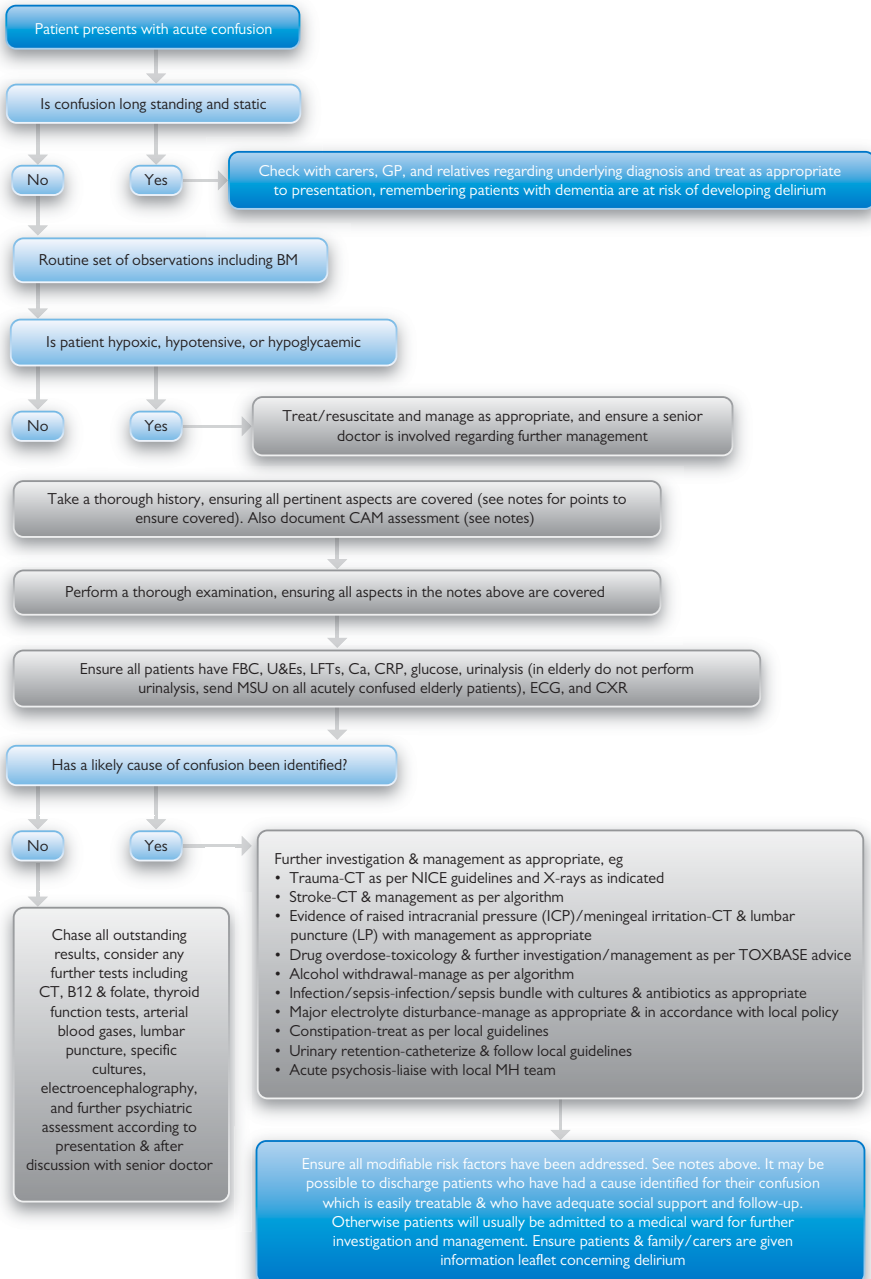 Patient presents with acute confusion
Is confusion long standing and static
No
Yes
Check with carers, GP, and relatives regarding underlying diagnosis and treat as appropriate
to presentation, remembering patients with dementia are at risk of developing delirium
Routine set of observations including BM
Is patient hypoxic, hypotensive, or hypoglycaemic
No
Yes
Treat/resuscitate and manage as appropriate, and ensure a senior
doctor is involved regarding further management
Take a thorough history, ensuring all pertinent aspects are covered (see notes for points to
ensure covered). Also document CAM assessment (see notes)
Perform a thorough examination, ensuring all aspects in the notes above are covered
Ensure all patients have FBC, U&Es, LFTs, Ca, CRP, glucose, urinalysis (in elderly do not perform
urinalysis, send MSU on all acutely confused elderly patients), ECG, and CXR
Has a likely cause of confusion been identified?
No
Yes
Chase all outstanding
results, consider any
further tests including
CT, B12 & folate, thyroid
function tests, arterial
blood gases, lumbar
puncture, specific
cultures,
electroencephalography,
and further psychiatric
assessment according to
presentation & after
discussion with senior doctor
Further investigation & management as appropriate, eg
• Trauma-CT as per NICE guidelines and X-rays as indicated
• Stroke-CT & management as per algorithm
• Evidence of raised intracranial pressure (ICP)/meningeal irritation-CT & lumbar
puncture (LP) with management as appropriate
• Drug overdose-toxicology & further investigation/management as per TOXBASE advice
• Alcohol withdrawal-manage as per algorithm
• Infection/sepsis-infection/sepsis bundle with cultures & antibiotics as appropriate
• Major electrolyte disturbance-manage as appropriate & in accordance with local policy
• Constipation-treat as per local guidelines
• Urinary retention-catheterize & follow local guidelines
• Acute psychosis-liaise with local MH team
Ensure all modifiable risk factors have been addressed. See notes above. It may be
possible to discharge patients who have had a cause identified for their confusion
which is easily treatable & who have adequate social support and follow-up.
Otherwise patients will usually be admitted to a medical ward for further
investigation and management. Ensure patients & family/carers are given
information leaflet concerning delirium